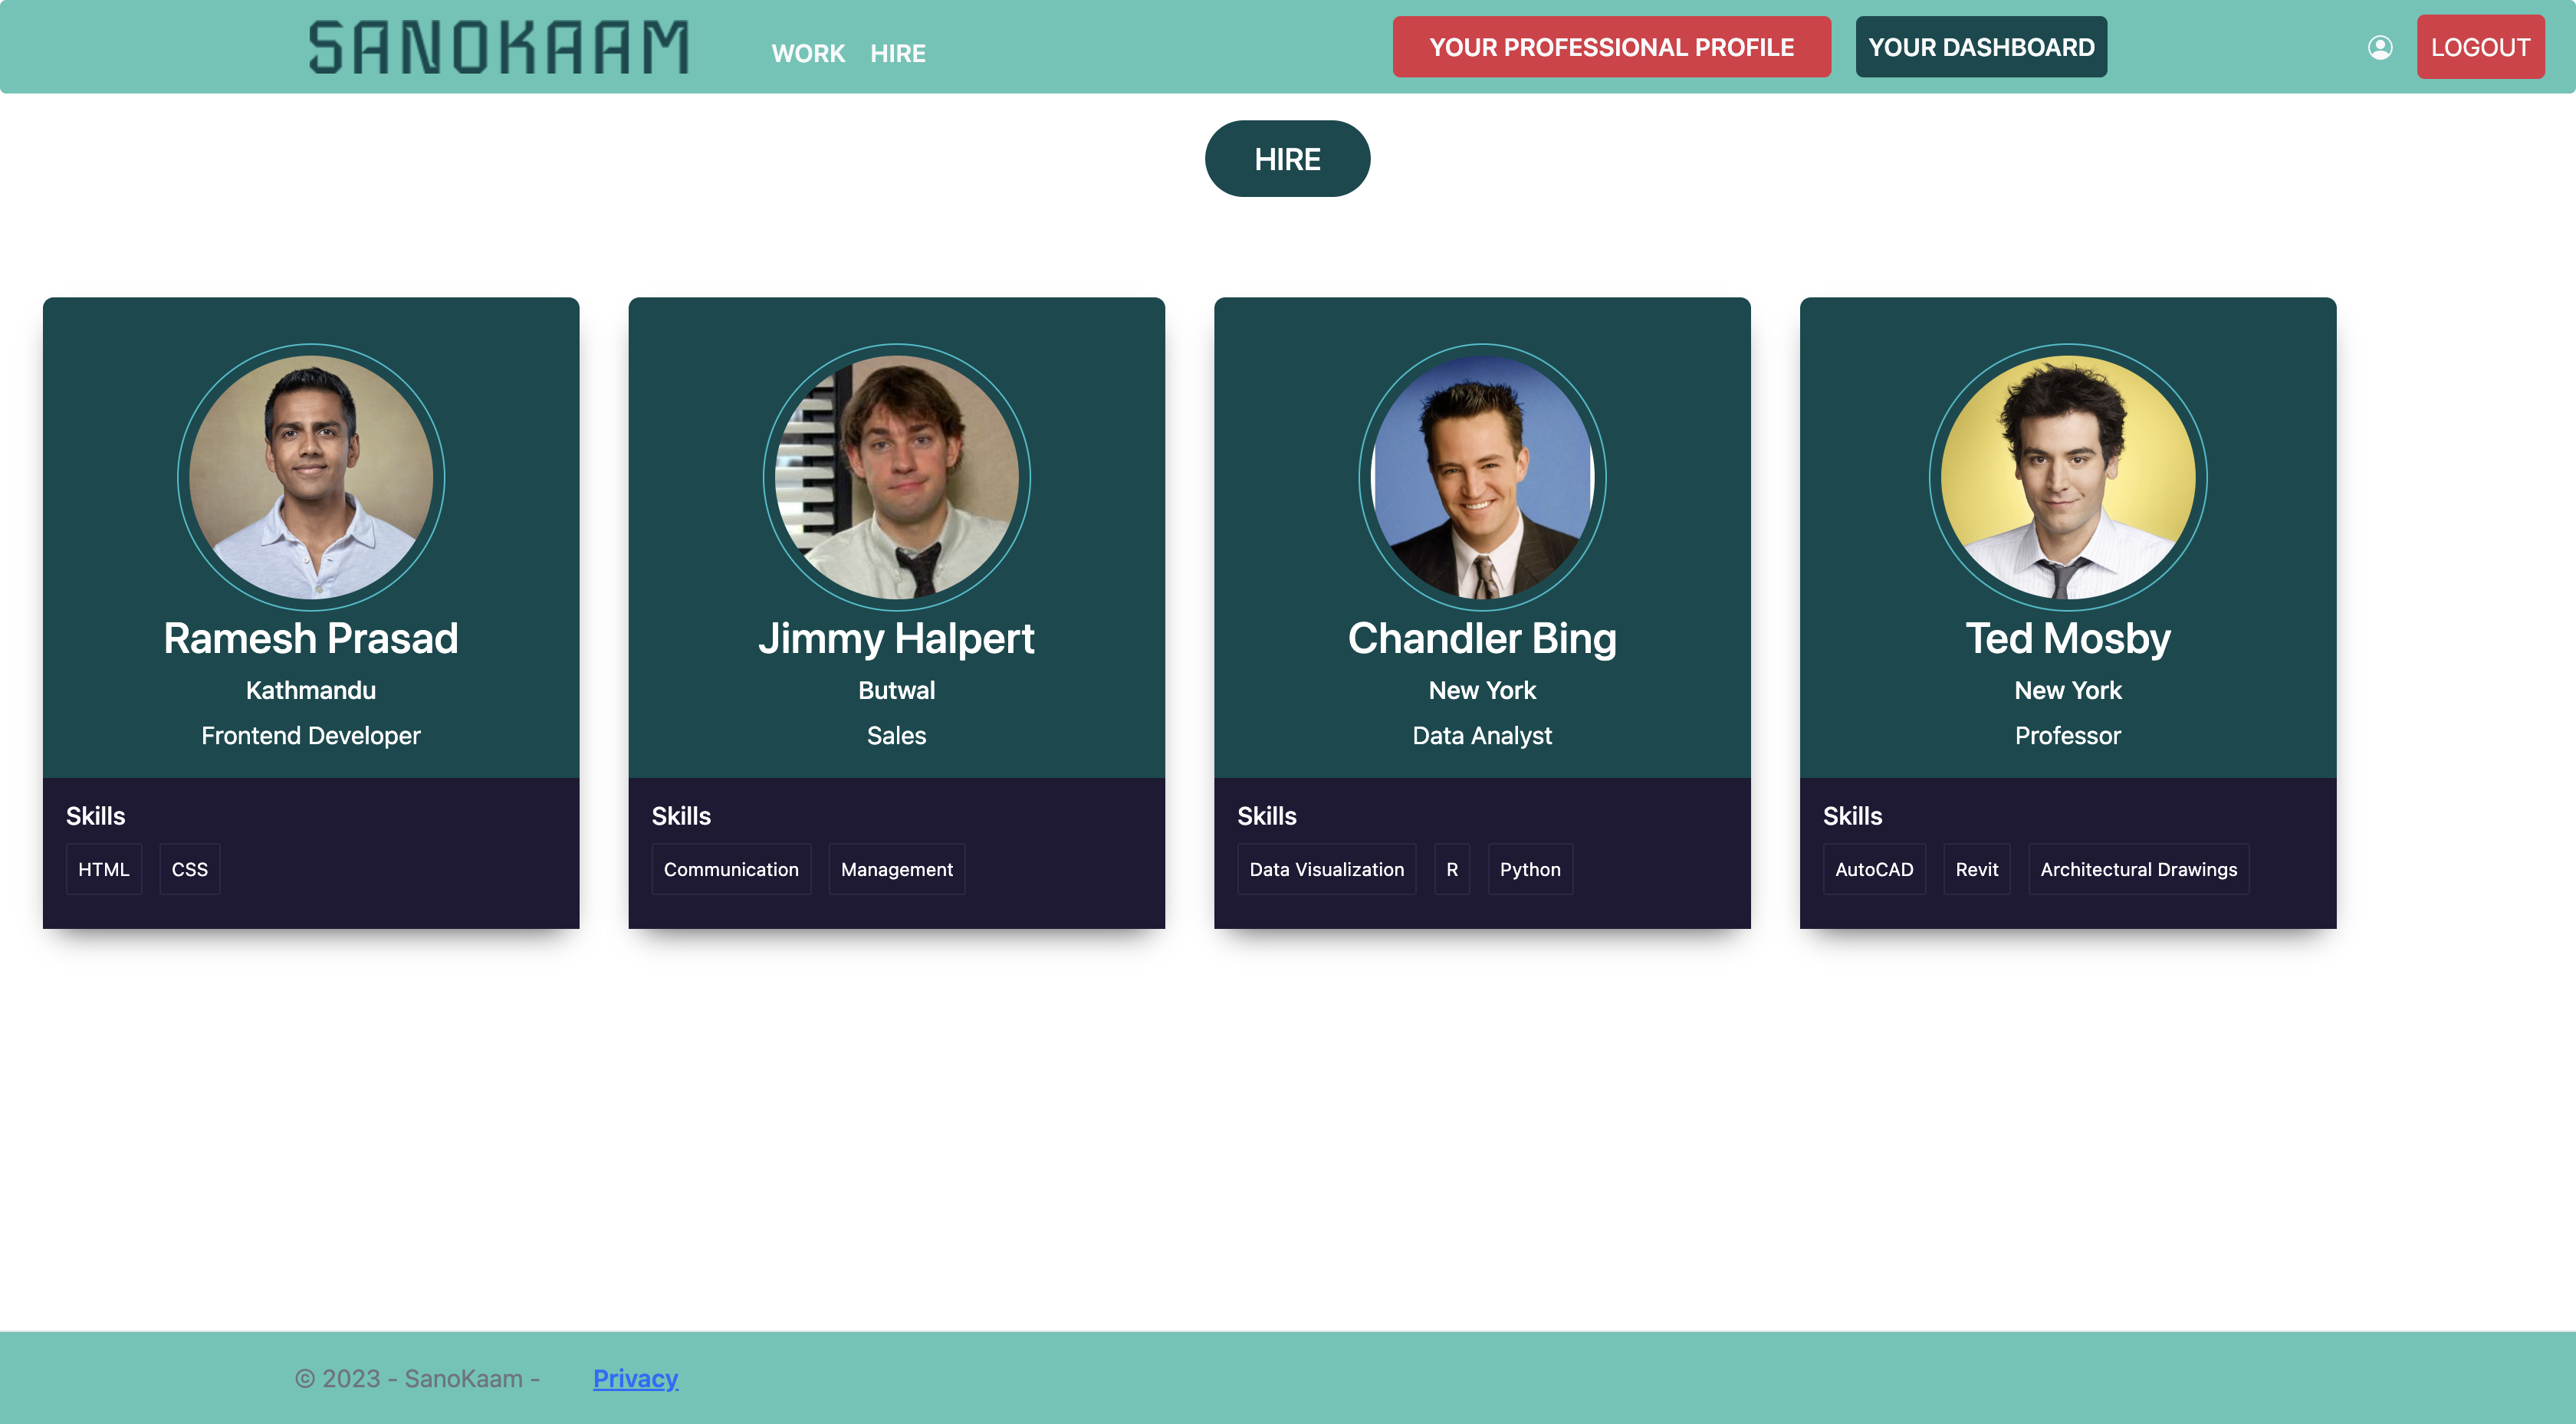 SANOKAAM WORK HIRE YOUR PROFESSIONAL PROFILE YOUR DASHBOARD LOGOUT
HIRE
Ramesh Prasad
Kathmandu
Frontend Developer
Skills
HTML CSS
Jimmy Halpert
Butwal
Sales
Skills
Communication Management
Chandler Bing
New York
Data Analyst
Skills
Data Visualization R Python
Ted Mosby
New York
Professor
Skills
AutoCAD Revit Architectural Drawings
© 2023 - SanoKaam - Privacy